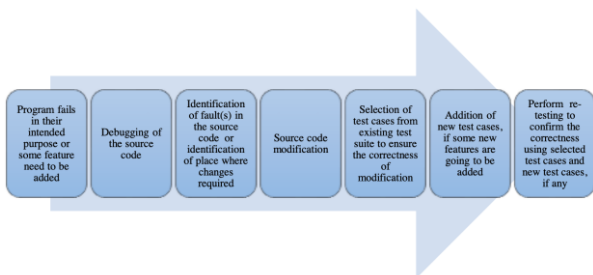 Program fails
in their
intended
purpose or
some feature
need to be
added
Debugging of
the source
code
Identification
of fault(s) in
the source
code or
identification
of place where
changes
required
Source code
modification
Selection of
test cases from
existing test
suite to ensure
the correctness
of
modification
Addition of
new test cases,
if some new
features are
going to be
added
Perform re-
testing to
confirm the
correctness
using selected
test cases and
new test cases,
if any